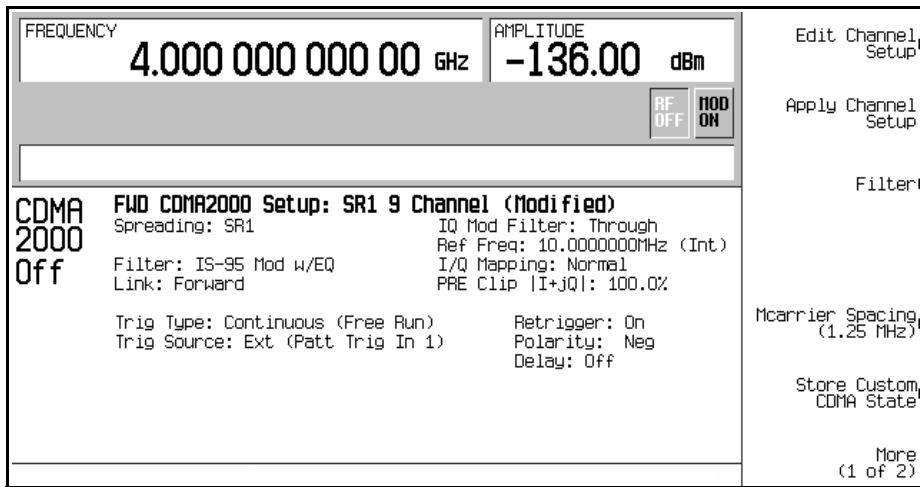 FREQUENCY
4.000 000 000 00 GHz
AMPLITUDE
-136.00 dBm
RF
OFF
MOD
ON
CDMA
2000
Off
FWD CDMA2000 Setup: SR1 9 Channel (Modified)
Spreading: SR1
IQ Mod Filter: Through
Ref Freq: 10.0000000MHz (Int)
Filter: IS-95 Mod w/EQ
I/Q Mapping: Normal
Link: Forward
PRE Clip |I+jQ|: 100.0%
Trig Type: Continuous (Free Run)
Retrigger: On
Trig Source: Ext (Patt Trig In 1)
Polarity: Neg
Delay: Off
Edit Channel
Setup
Apply Channel
Setup
Filter
Mcarrier Spacing
(1.25 MHz)
Store Custom
CDMA State
More
(1 of 2)